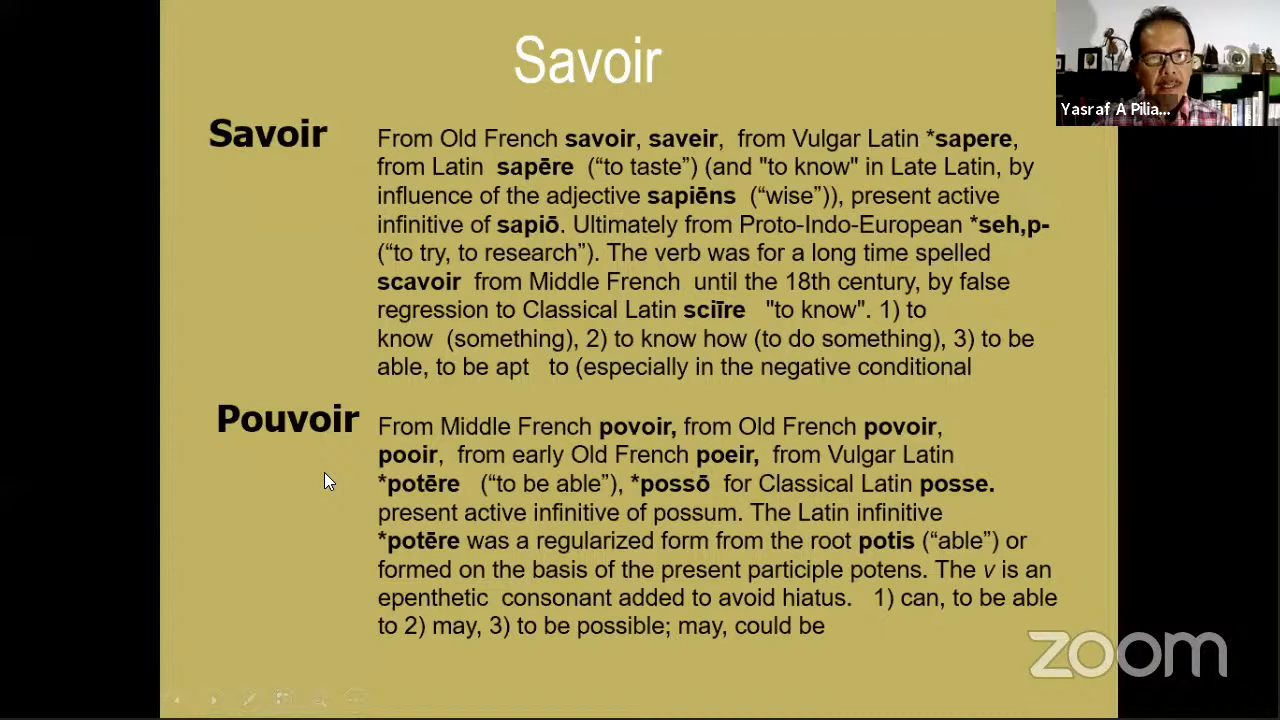 Savoir
Yasraf A Pilia...
Savoir
From Old French savoir, saveir, from Vulgar Latin *sapere,
from Latin sapēre (“to taste”) (and "to know" in Late Latin, by
influence of the adjective sapiēns (“wise”)), present active
infinitive of sapiō. Ultimately from Proto-Indo-European *seh,p-
(“to try, to research”). The verb was for a long time spelled
scavoir from Middle French until the 18th century, by false
regression to Classical Latin sciīre "to know". 1) to
know (something), 2) to know how (to do something), 3) to be
able, to be apt to (especially in the negative conditional
Pouvoir
From Middle French povoir, from Old French povoir,
pooir, from early Old French poeir, from Vulgar Latin
*potēre (“to be able”), *possō for Classical Latin posse.
present active infinitive of possum. The Latin infinitive
*potēre was a regularized form from the root potis (“able”) or
formed on the basis of the present participle potens. The v is an
epenthetic consonant added to avoid hiatus. 1) can, to be able
to 2) may, 3) to be possible; may, could be
zoom